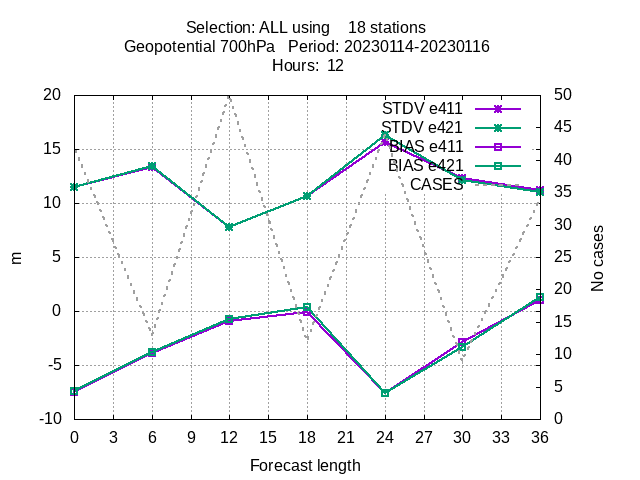 Selection: ALL using    18 stations
Geopotential 700hPa   Period: 20230114-20230116
Hours:  12
STDV e411
STDV e421
BIAS e411
BIAS e421
CASES
20
15
10
5
0
-5
-10
m
50
45
40
35
30
25
20
15
10
5
0
No cases
0 3 6 9 12 15 18 21 24 27 30 33 36
Forecast length